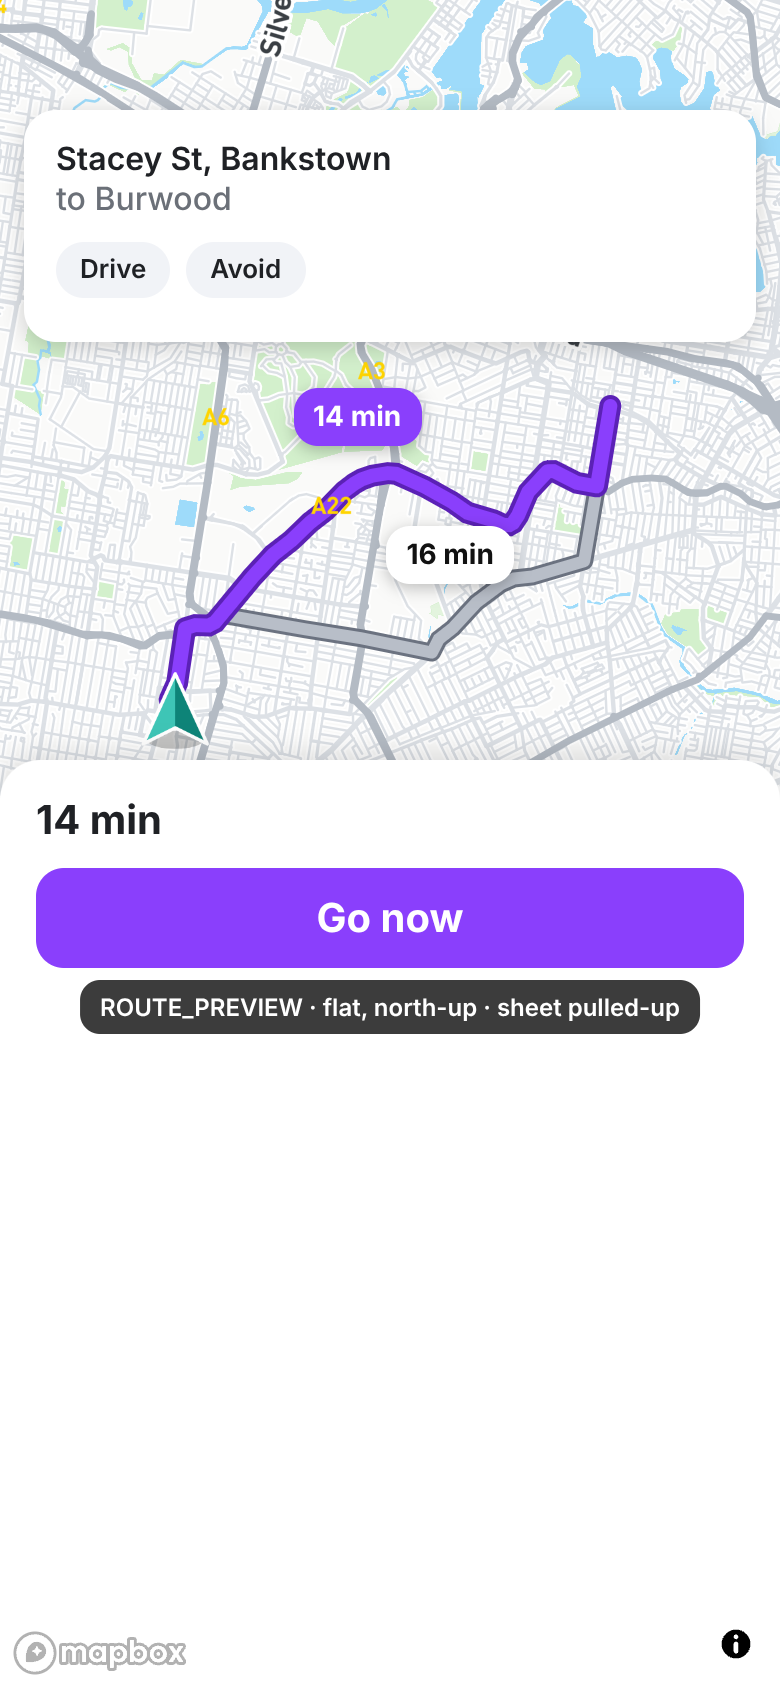 Silve
Stacey St, Bankstown
to Burwood
Drive
Avoid
A3
14 min
A6
A22
16 min
14 min
Go now
ROUTE_PREVIEW · flat, north-up · sheet pulled-up
mapbox